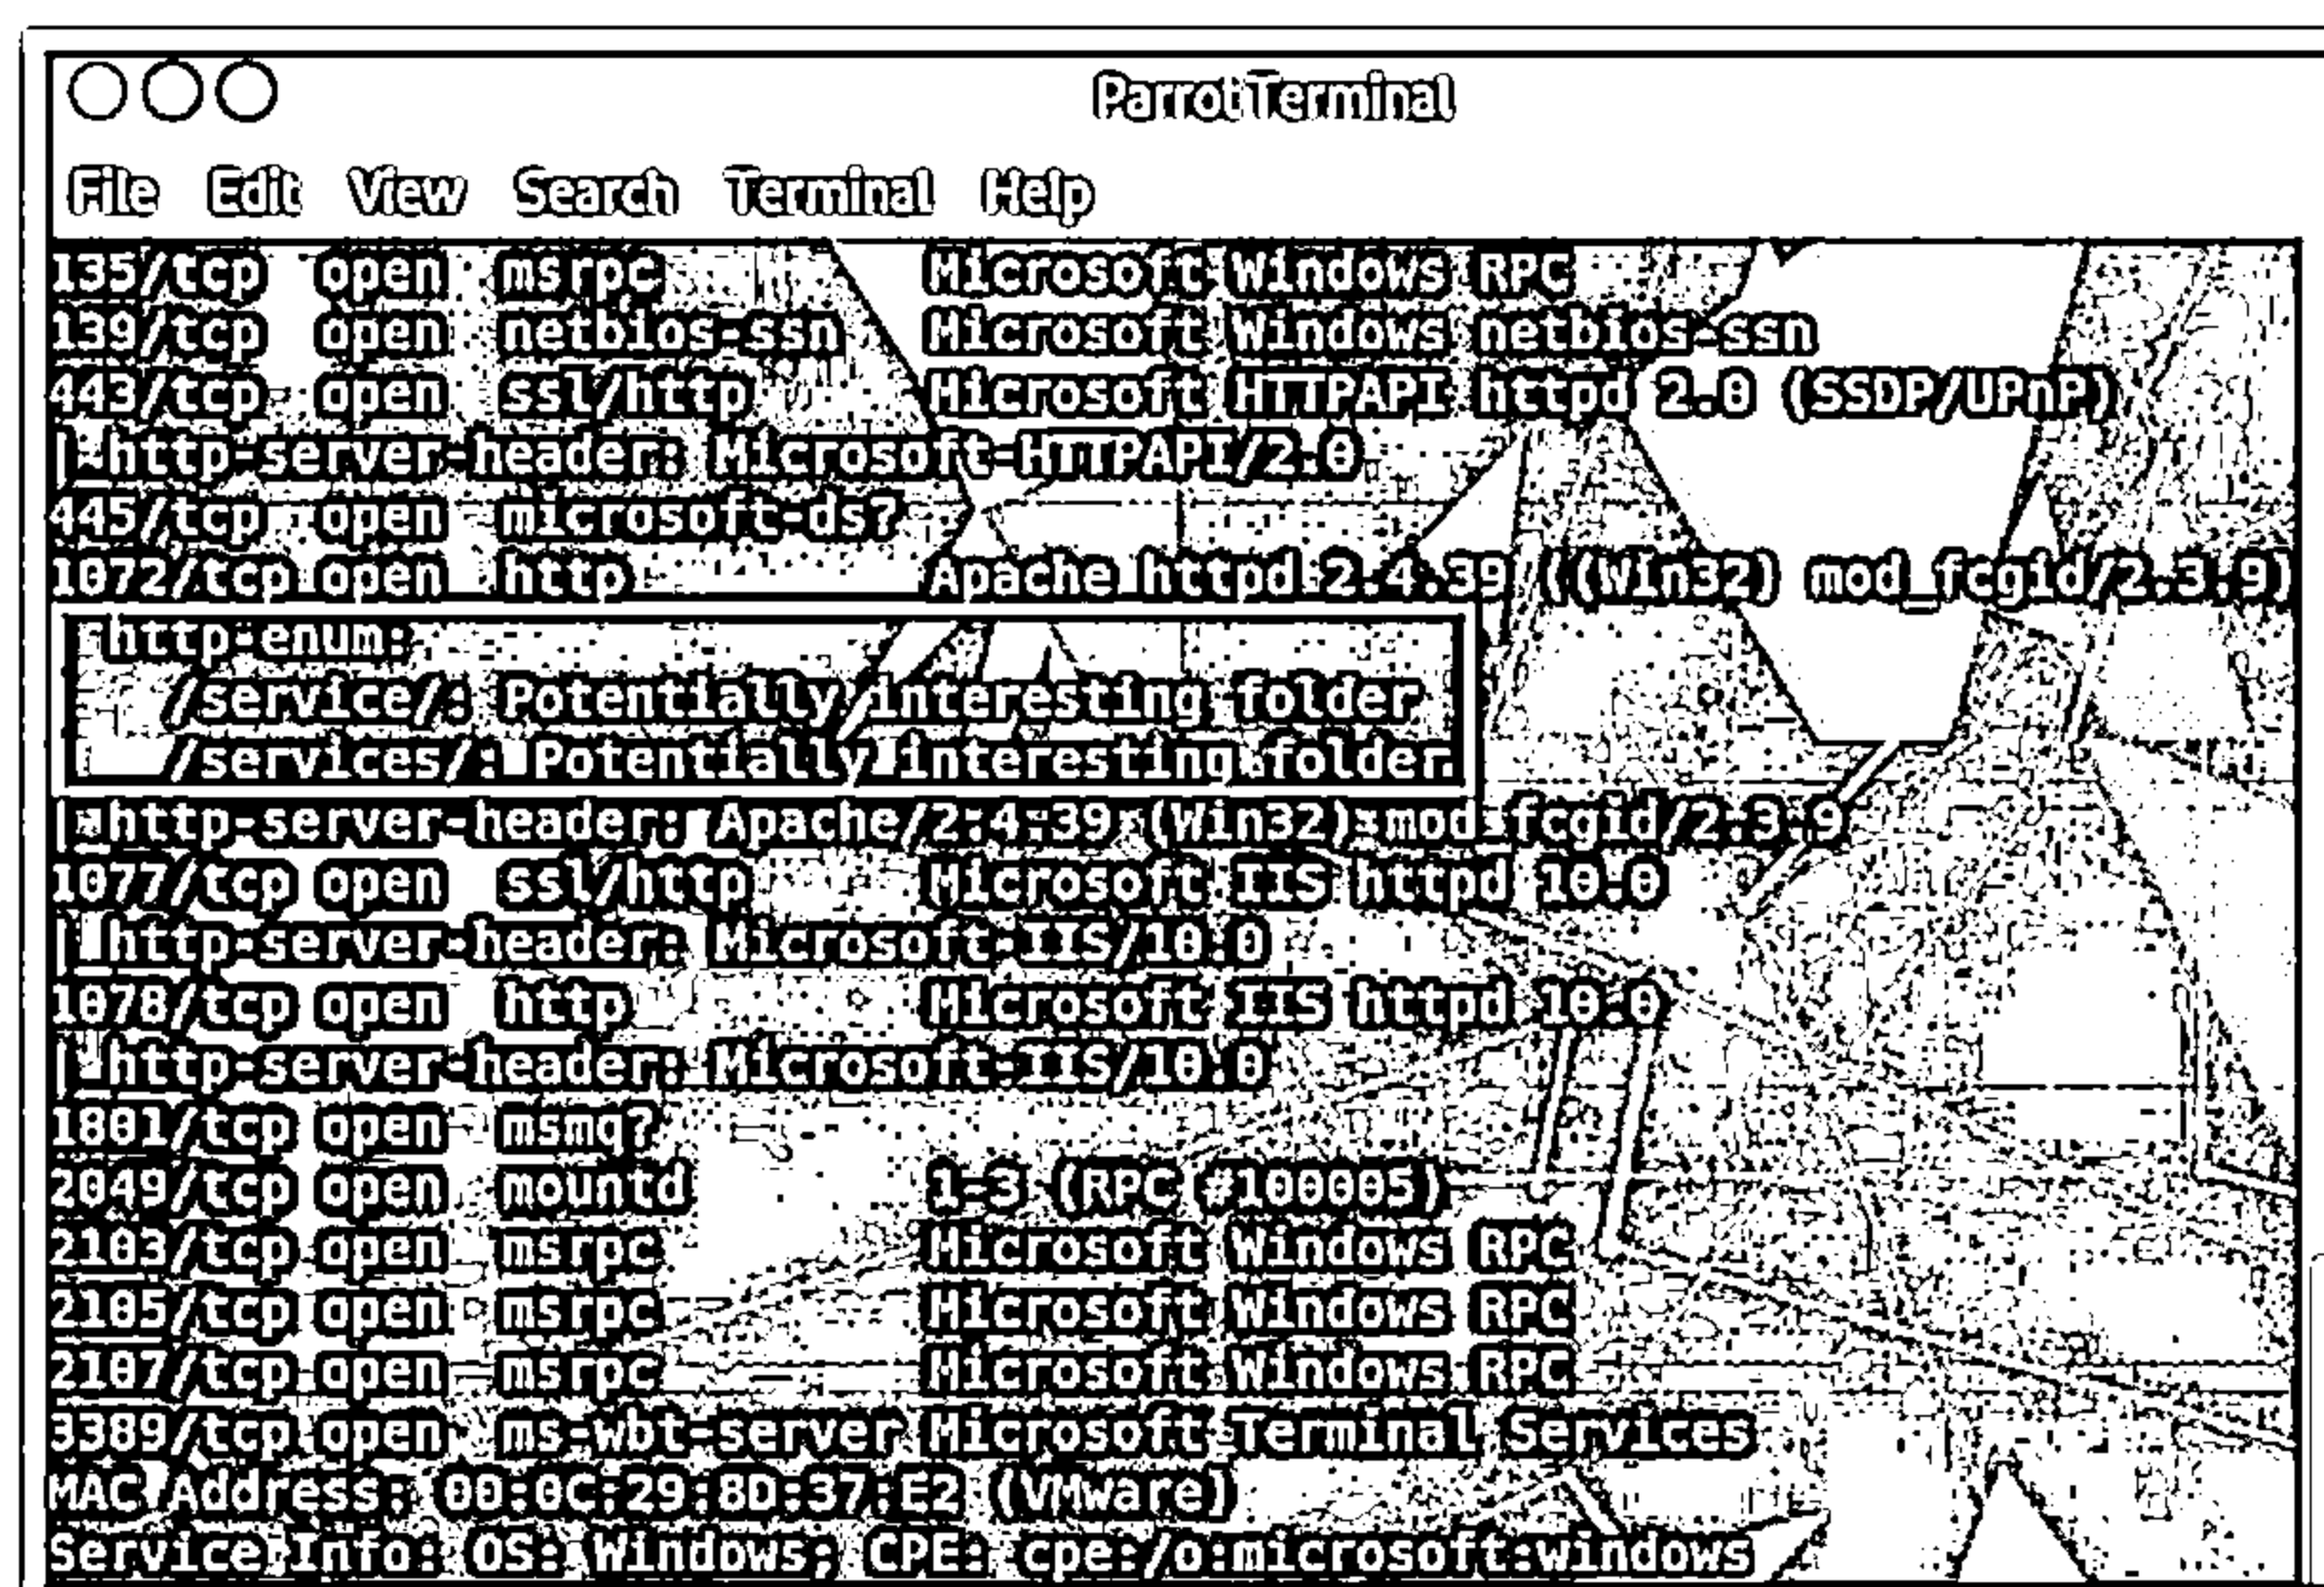 Parrot Terminal
File Edit View Search Terminal Help
135/tcp open msrpc Microsoft Windows RPC
139/tcp open netbios-ssn Microsoft Windows netbios-ssn
443/tcp open ssl/http Microsoft HTTPAPI httpd 2.0 (SSDP/UPnP)
|_http-server-header: Microsoft-HTTPAPI/2.0
445/tcp open microsoft-ds?
1072/tcp open http Apache httpd 2.4.39 ((Win32) mod_fcgid/2.3.9)
http-enum:
/service/: Potentially interesting folder
/services/: Potentially interesting folder
|_http-server-header: Apache/2.4.39 (Win32) mod_fcgid/2.3.9
1077/tcp open ssl/http Microsoft IIS httpd 10.0
|_http-server-header: Microsoft-IIS/10.0
1078/tcp open http Microsoft IIS httpd 10.0
|_http-server-header: Microsoft-IIS/10.0
1801/tcp open msmq?
2049/tcp open mountd 1-3 (RPC #100005)
2103/tcp open msrpc Microsoft Windows RPC
2105/tcp open msrpc Microsoft Windows RPC
2107/tcp open msrpc Microsoft Windows RPC
3389/tcp open ms-wbt-server Microsoft Terminal Services
MAC Address: 00:0C:29:8D:37:E2 (VMware)
Service Info: OS: Windows; CPE: cpe:/o:microsoft:windows